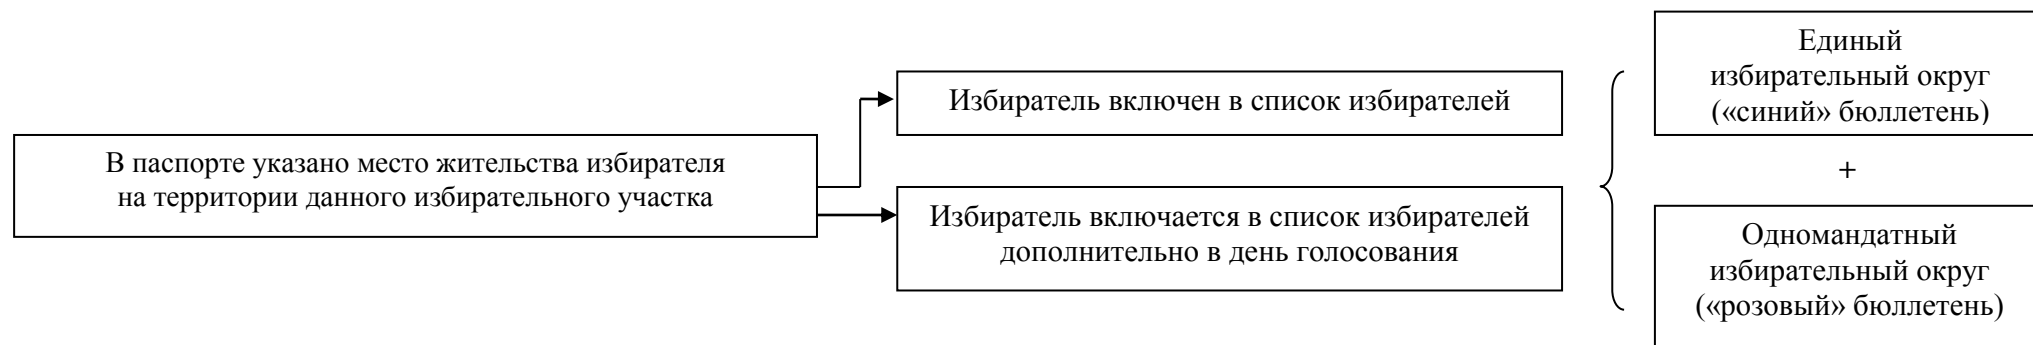 В паспорте указано место жительства избирателя
на территории данного избирательного участка
Избиратель включен в список избирателей
Избиратель включается в список избирателей
дополнительно в день голосования
Единый
избирательный округ
(«синий» бюллетень)
+
Одномандатный
избирательный округ
(«розовый» бюллетень)